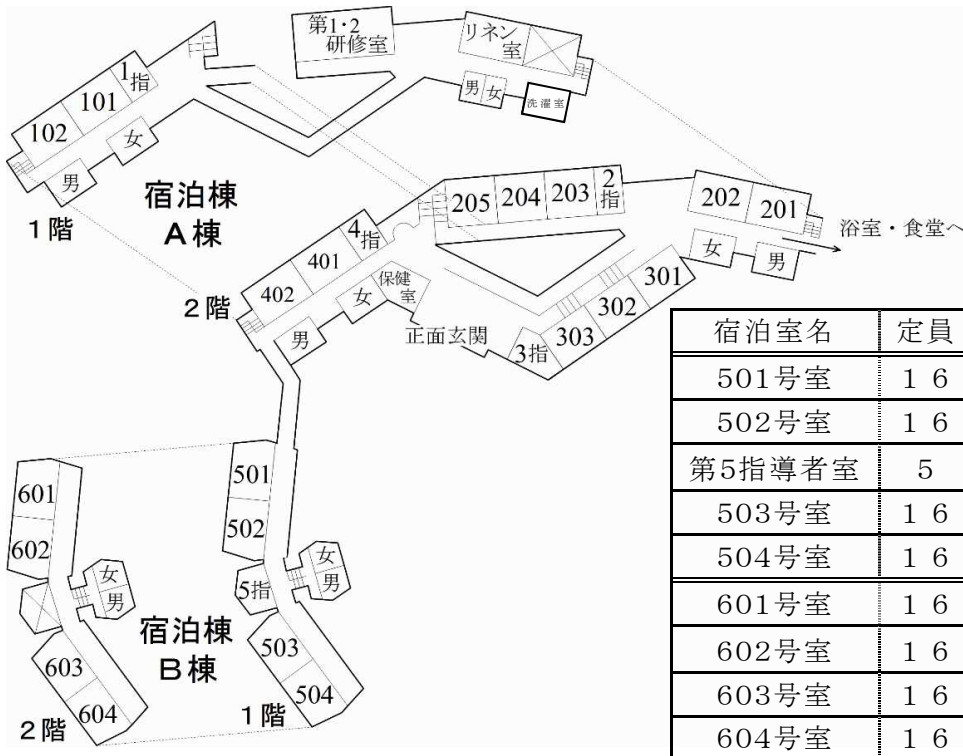 第1・2
研修室
リネン
室
男
女
洗濯室
1指
101
102
女
男
宿泊棟
A棟
1階
205
204
203
2
指
202
201
浴室・食堂へ
女
男
4指
401
402
2階
保健
室
女
男
正面玄関
301
302
303
3指
宿泊室名 定員
501号室 16
502号室 16
第5指導者室 5
503号室 16
504号室 16
601号室 16
602号室 16
603号室 16
604号室 16
601
602
女
男
603
604
2階
宿泊棟
B棟
501
502
5指
女
男
503
504
1階